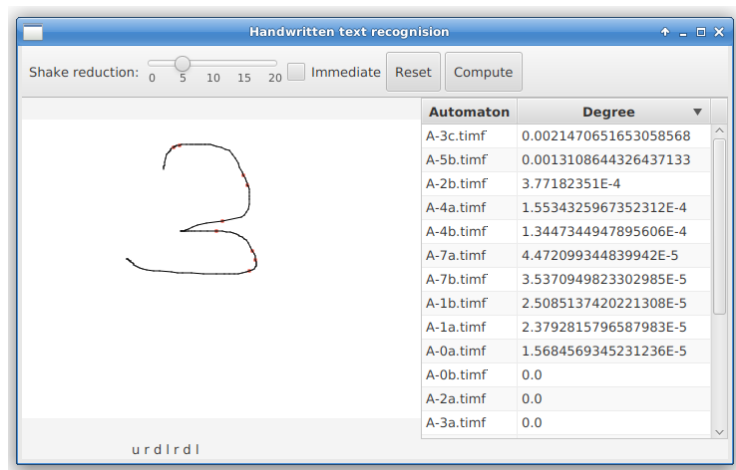 Handwritten text recognision
Shake reduction: 0 5 10 15 20 Immediate Reset Compute
Automaton Degree
A-3c.timf 0.0021470651653058568
A-5b.timf 0.0013108644326437133
A-2b.timf 3.77182351E-4
A-4a.timf 1.5534325967352312E-4
A-4b.timf 1.3447344947895606E-4
A-7a.timf 4.472099344839942E-5
A-7b.timf 3.5370949823302985E-5
A-1b.timf 2.5085137420221308E-5
A-1a.timf 2.3792815796587983E-5
A-0a.timf 1.5684569345231236E-5
A-0b.timf 0.0
A-2a.timf 0.0
A-3a.timf 0.0
3
u r d l r d l